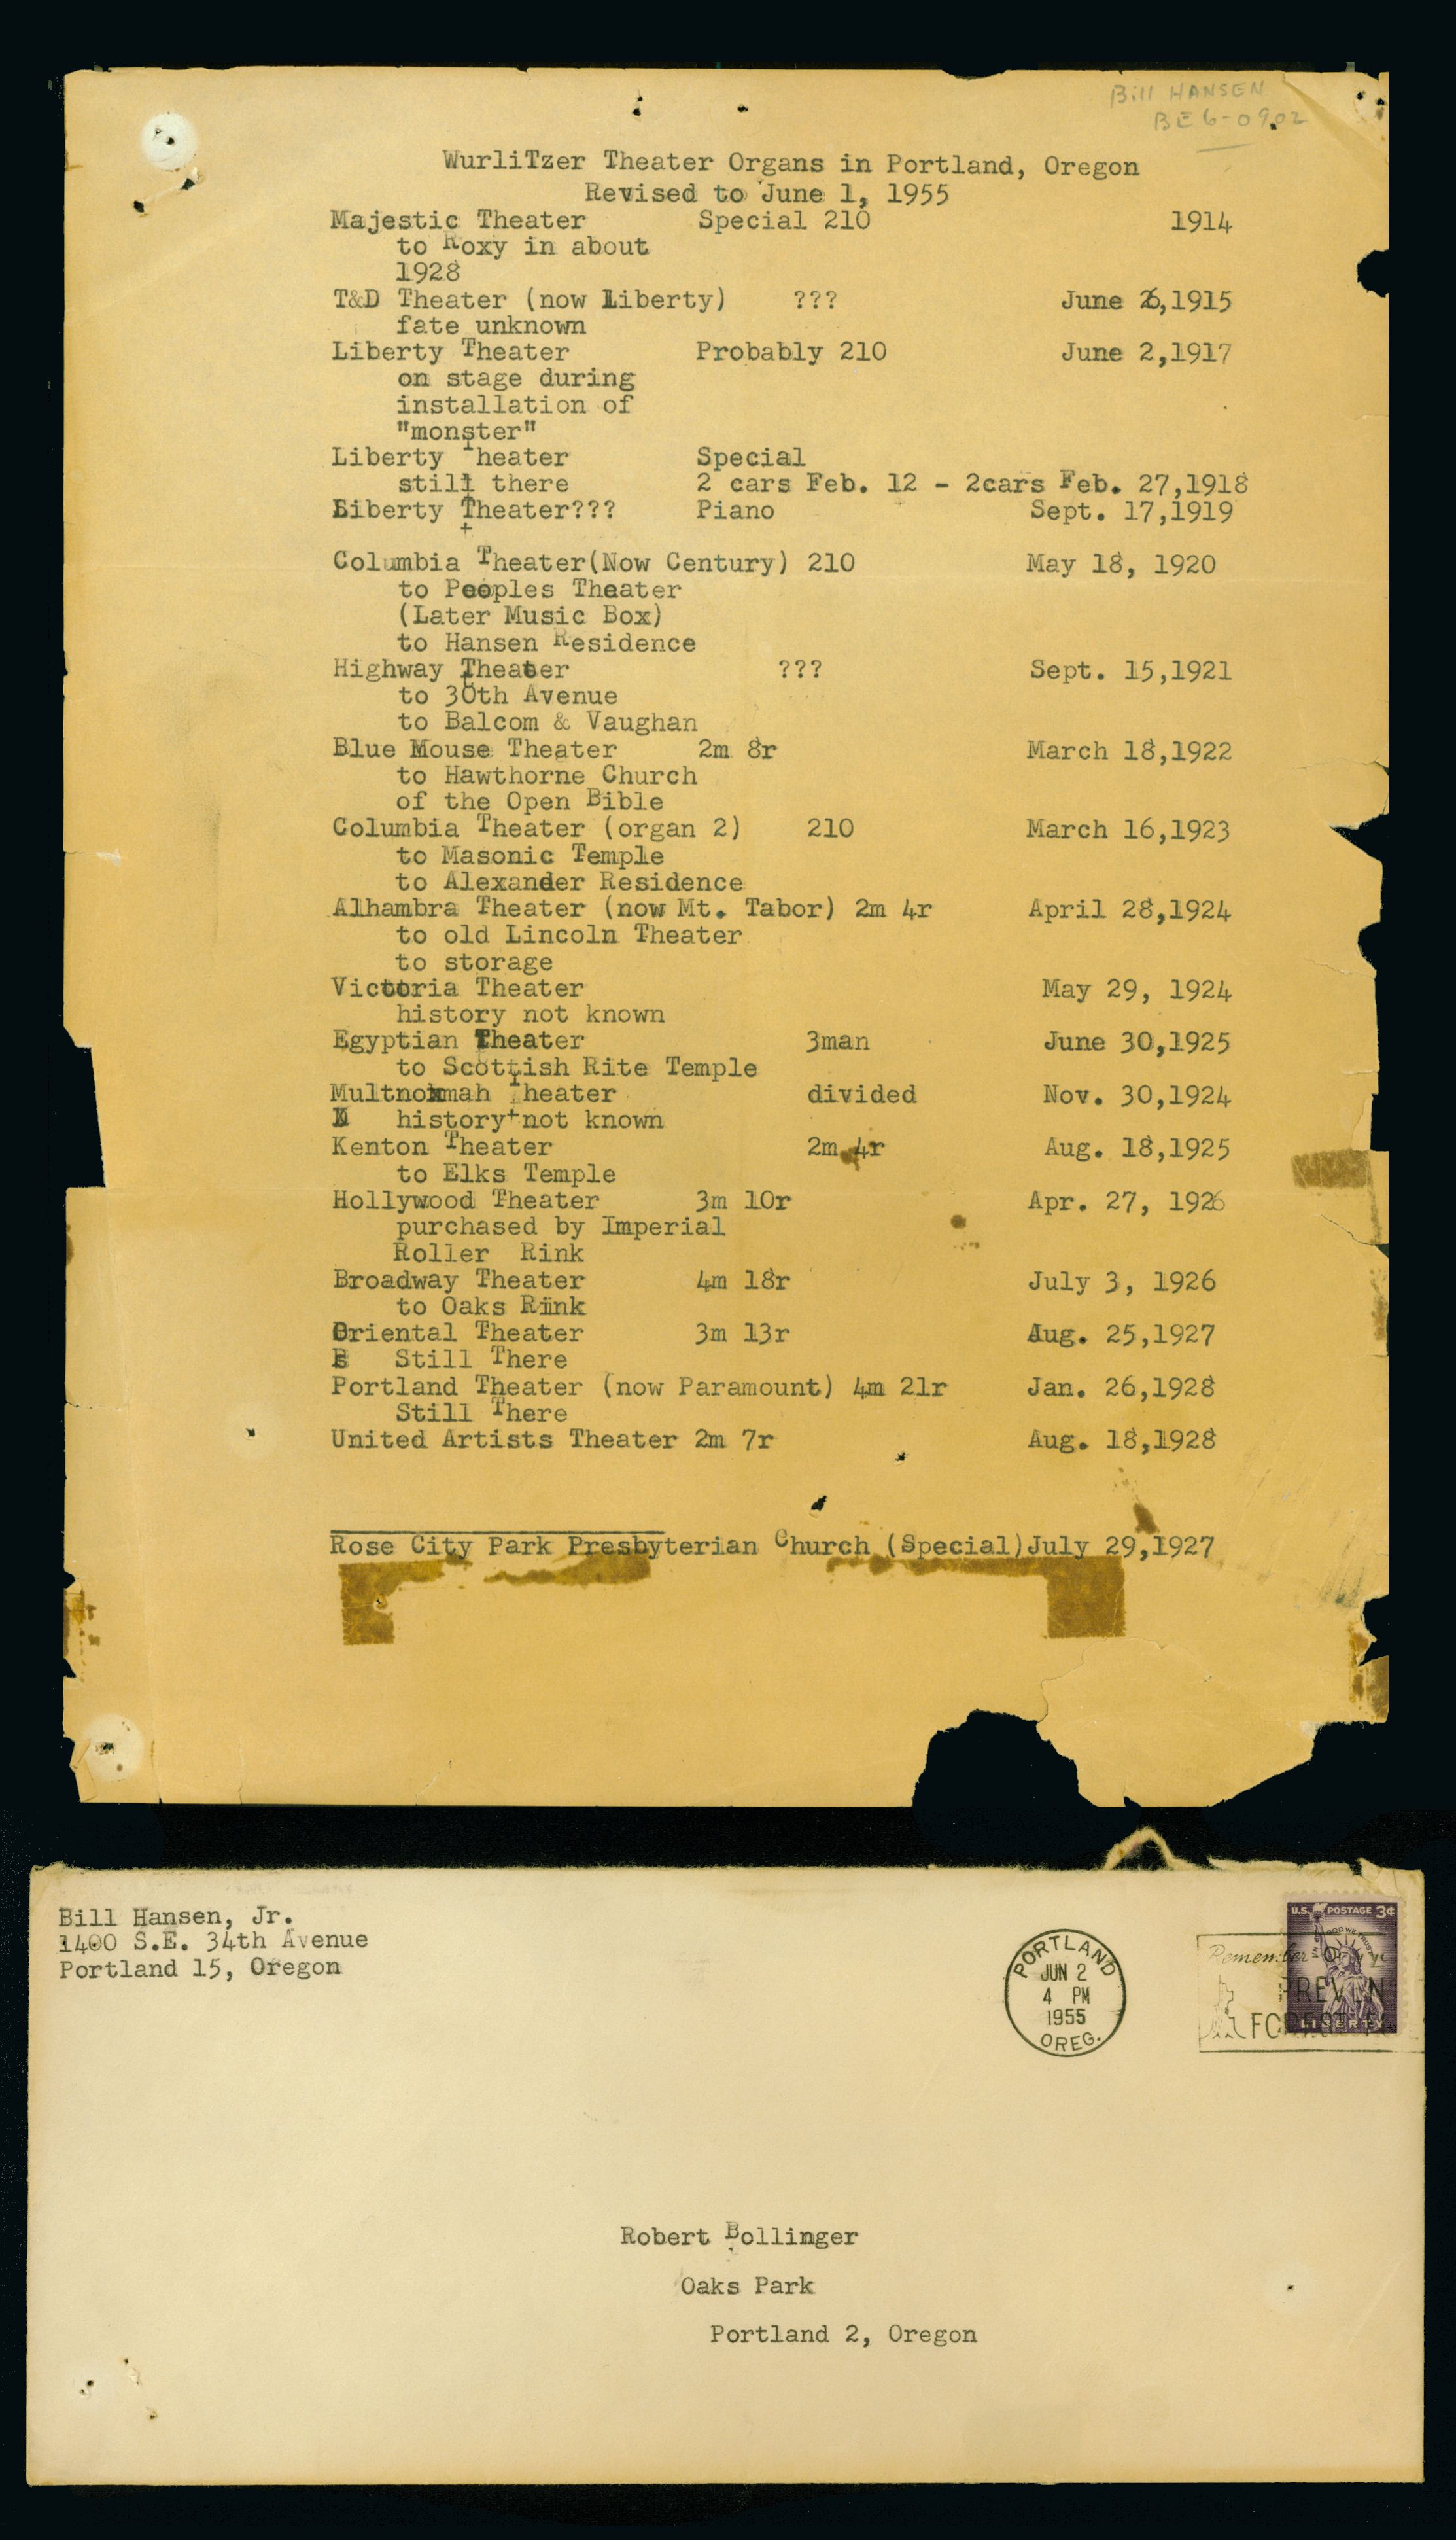 Bill HANSEN
BE6-0902
WurliTzer Theater Organs in Portland, Oregon
Revised to June 1, 1955
Majestic Theater Special 210 1914
to Roxy in about
1928
T&D Theater (now Liberty) ??? June 26,1915
fate unknown
Liberty Theater Probably 210 June 2,1917
on stage during
installation of
"monster"
Liberty Theater Special
still there 2 cars Feb. 12 - 2cars Feb. 27,1918
Liberty Theater??? Piano Sept. 17,1919
Columbia Theater(Now Century) 210 May 18, 1920
to Peoples Theater
(Later Music Box)
to Hansen Residence
Highway Theater ??? Sept. 15,1921
to 30th Avenue
to Balcom & Vaughan
Blue Mouse Theater 2m 8r March 18,1922
to Hawthorne Church
of the Open Bible
Columbia Theater (organ 2) 210 March 16,1923
to Masonic Temple
to Alexander Residence
Alhambra Theater (now Mt. Tabor) 2m 4r April 28,1924
to old Lincoln Theater
to storage
Victoria Theater May 29, 1924
history not known
Egyptian Theater 3man June 30,1925
to Scottish Rite Temple
Multnomah Theater divided Nov. 30,1924
history not known
Kenton Theater 2m 4r Aug. 18,1925
to Elks Temple
Hollywood Theater 3m 10r Apr. 27, 1926
purchased by Imperial
Roller Rink
Broadway Theater 4m 18r July 3, 1926
to Oaks Rink
Oriental Theater 3m 13r Aug. 25,1927
Still There
Portland Theater (now Paramount) 4m 21r Jan. 26,1928
Still There
United Artists Theater 2m 7r Aug. 18,1928
Rose City Park Presbyterian Church (Special)July 29,1927
Bill Hansen, Jr.
1400 S.E. 34th Avenue
Portland 15, Oregon
PORTLAND
JUN 2
4 PM
1955
OREG.
U.S. POSTAGE 3¢
IN GOD WE TRUST
LIBERTY
Remember
PREVEN
FOREST
Robert Bollinger
Oaks Park
Portland 2, Oregon